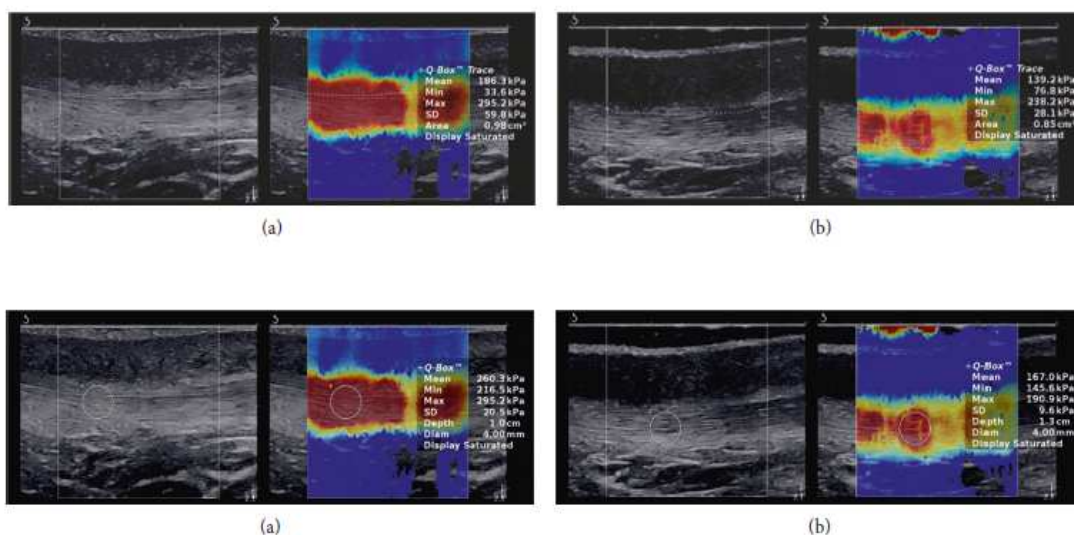 S
S
+Q-Box™ Trace
Mean 186.3kPa
Min 33.6kPa
Max 295.2kPa
SD 59.8kPa
Area 0.98cm²
Display Saturated
(a)
S
S
+Q-Box™ Trace
Mean 139.2kPa
Min 76.8kPa
Max 238.2kPa
SD 28.1kPa
Area 0.85cm²
Display Saturated
(b)
S
S
+Q-Box™
Mean 260.3kPa
Min 216.5kPa
Max 295.2kPa
SD 20.5kPa
Depth 1.0cm
Diam 4.00mm
Display Saturated
(a)
S
S
+Q-Box™
Mean 167.0kPa
Min 145.6kPa
Max 190.9kPa
SD 9.6kPa
Depth 1.3cm
Diam 4.00mm
Display Saturated
(b)